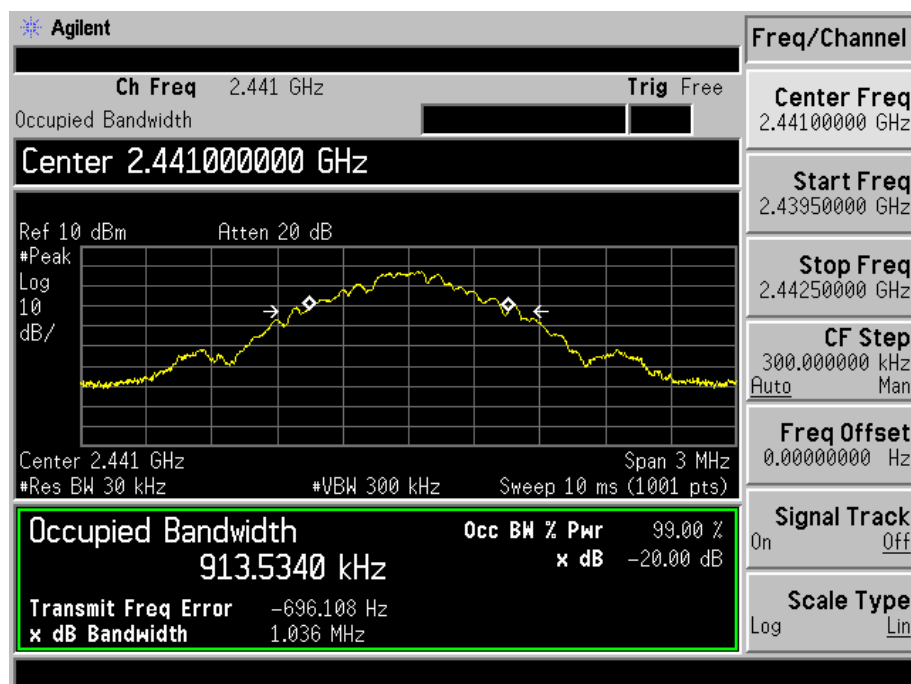 Agilent
Freq/Channel
Ch Freq 2.441 GHz Trig Free
Occupied Bandwidth
Center 2.441000000 GHz
Ref 10 dBm Atten 20 dB
#Peak
Log
10
dB/
Center 2.441 GHz Span 3 MHz
#Res BW 30 kHz #VBW 300 kHz Sweep 10 ms (1001 pts)
Occupied Bandwidth
913.5340 kHz
Occ BW % Pwr 99.00 %
x dB -20.00 dB
Transmit Freq Error -696.108 Hz
x dB Bandwidth 1.036 MHz
Center Freq
2.44100000 GHz
Start Freq
2.43950000 GHz
Stop Freq
2.44250000 GHz
CF Step
300.000000 kHz
Auto Man
Freq Offset
0.00000000 Hz
Signal Track
On Off
Scale Type
Log Lin